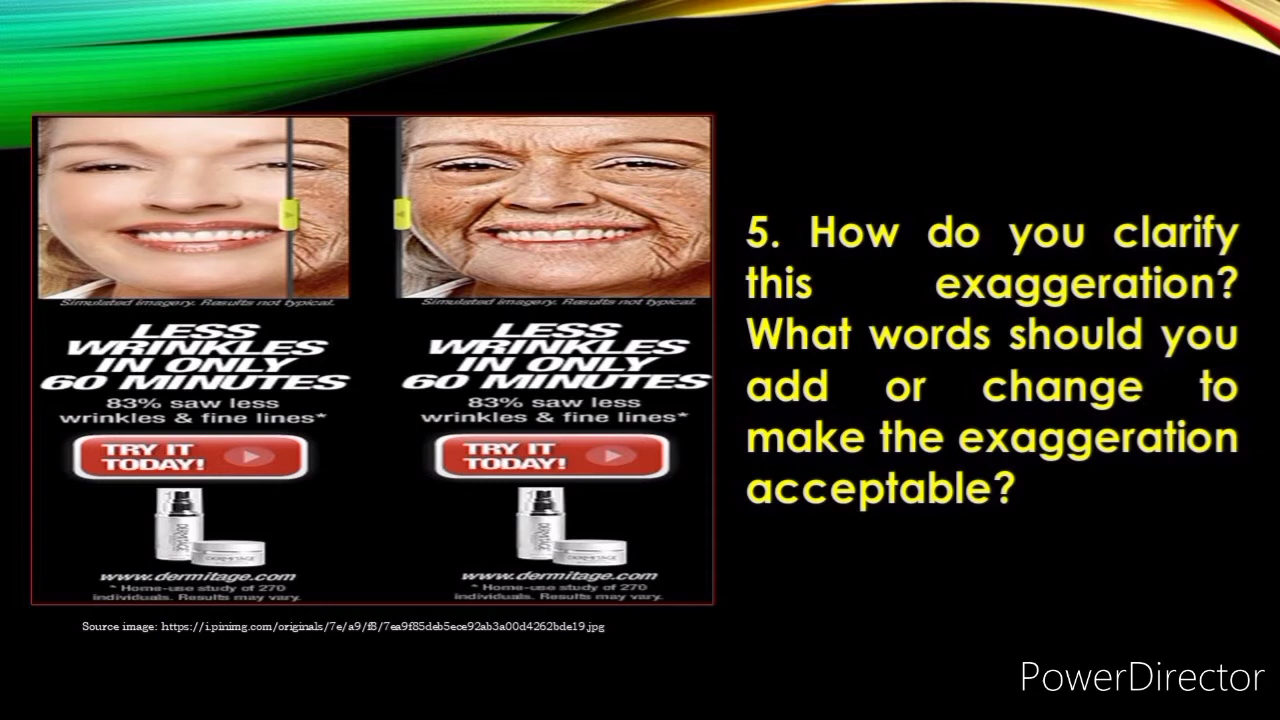 Simulated imagery. Results not typical.
LESS
WRINKLES
IN ONLY
60 MINUTES
83% saw less
wrinkles & fine lines*
TRY IT
TODAY!
DERMITAGE
DERMITAGE
www.dermitage.com
* Home-use study of 270
individuals. Results may vary.
Simulated imagery. Results not typical.
LESS
WRINKLES
IN ONLY
60 MINUTES
83% saw less
wrinkles & fine lines*
TRY IT
TODAY!
DERMITAGE
DERMITAGE
www.dermitage.com
* Home-use study of 270
individuals. Results may vary.
5. How do you clarify
this exaggeration?
What words should you
add or change to
make the exaggeration
acceptable?
Source image: https://i.pinimg.com/originals/7e/a9/f8/7ea9f85deb5ece92ab3a00d4262bde19.jpg
PowerDirector